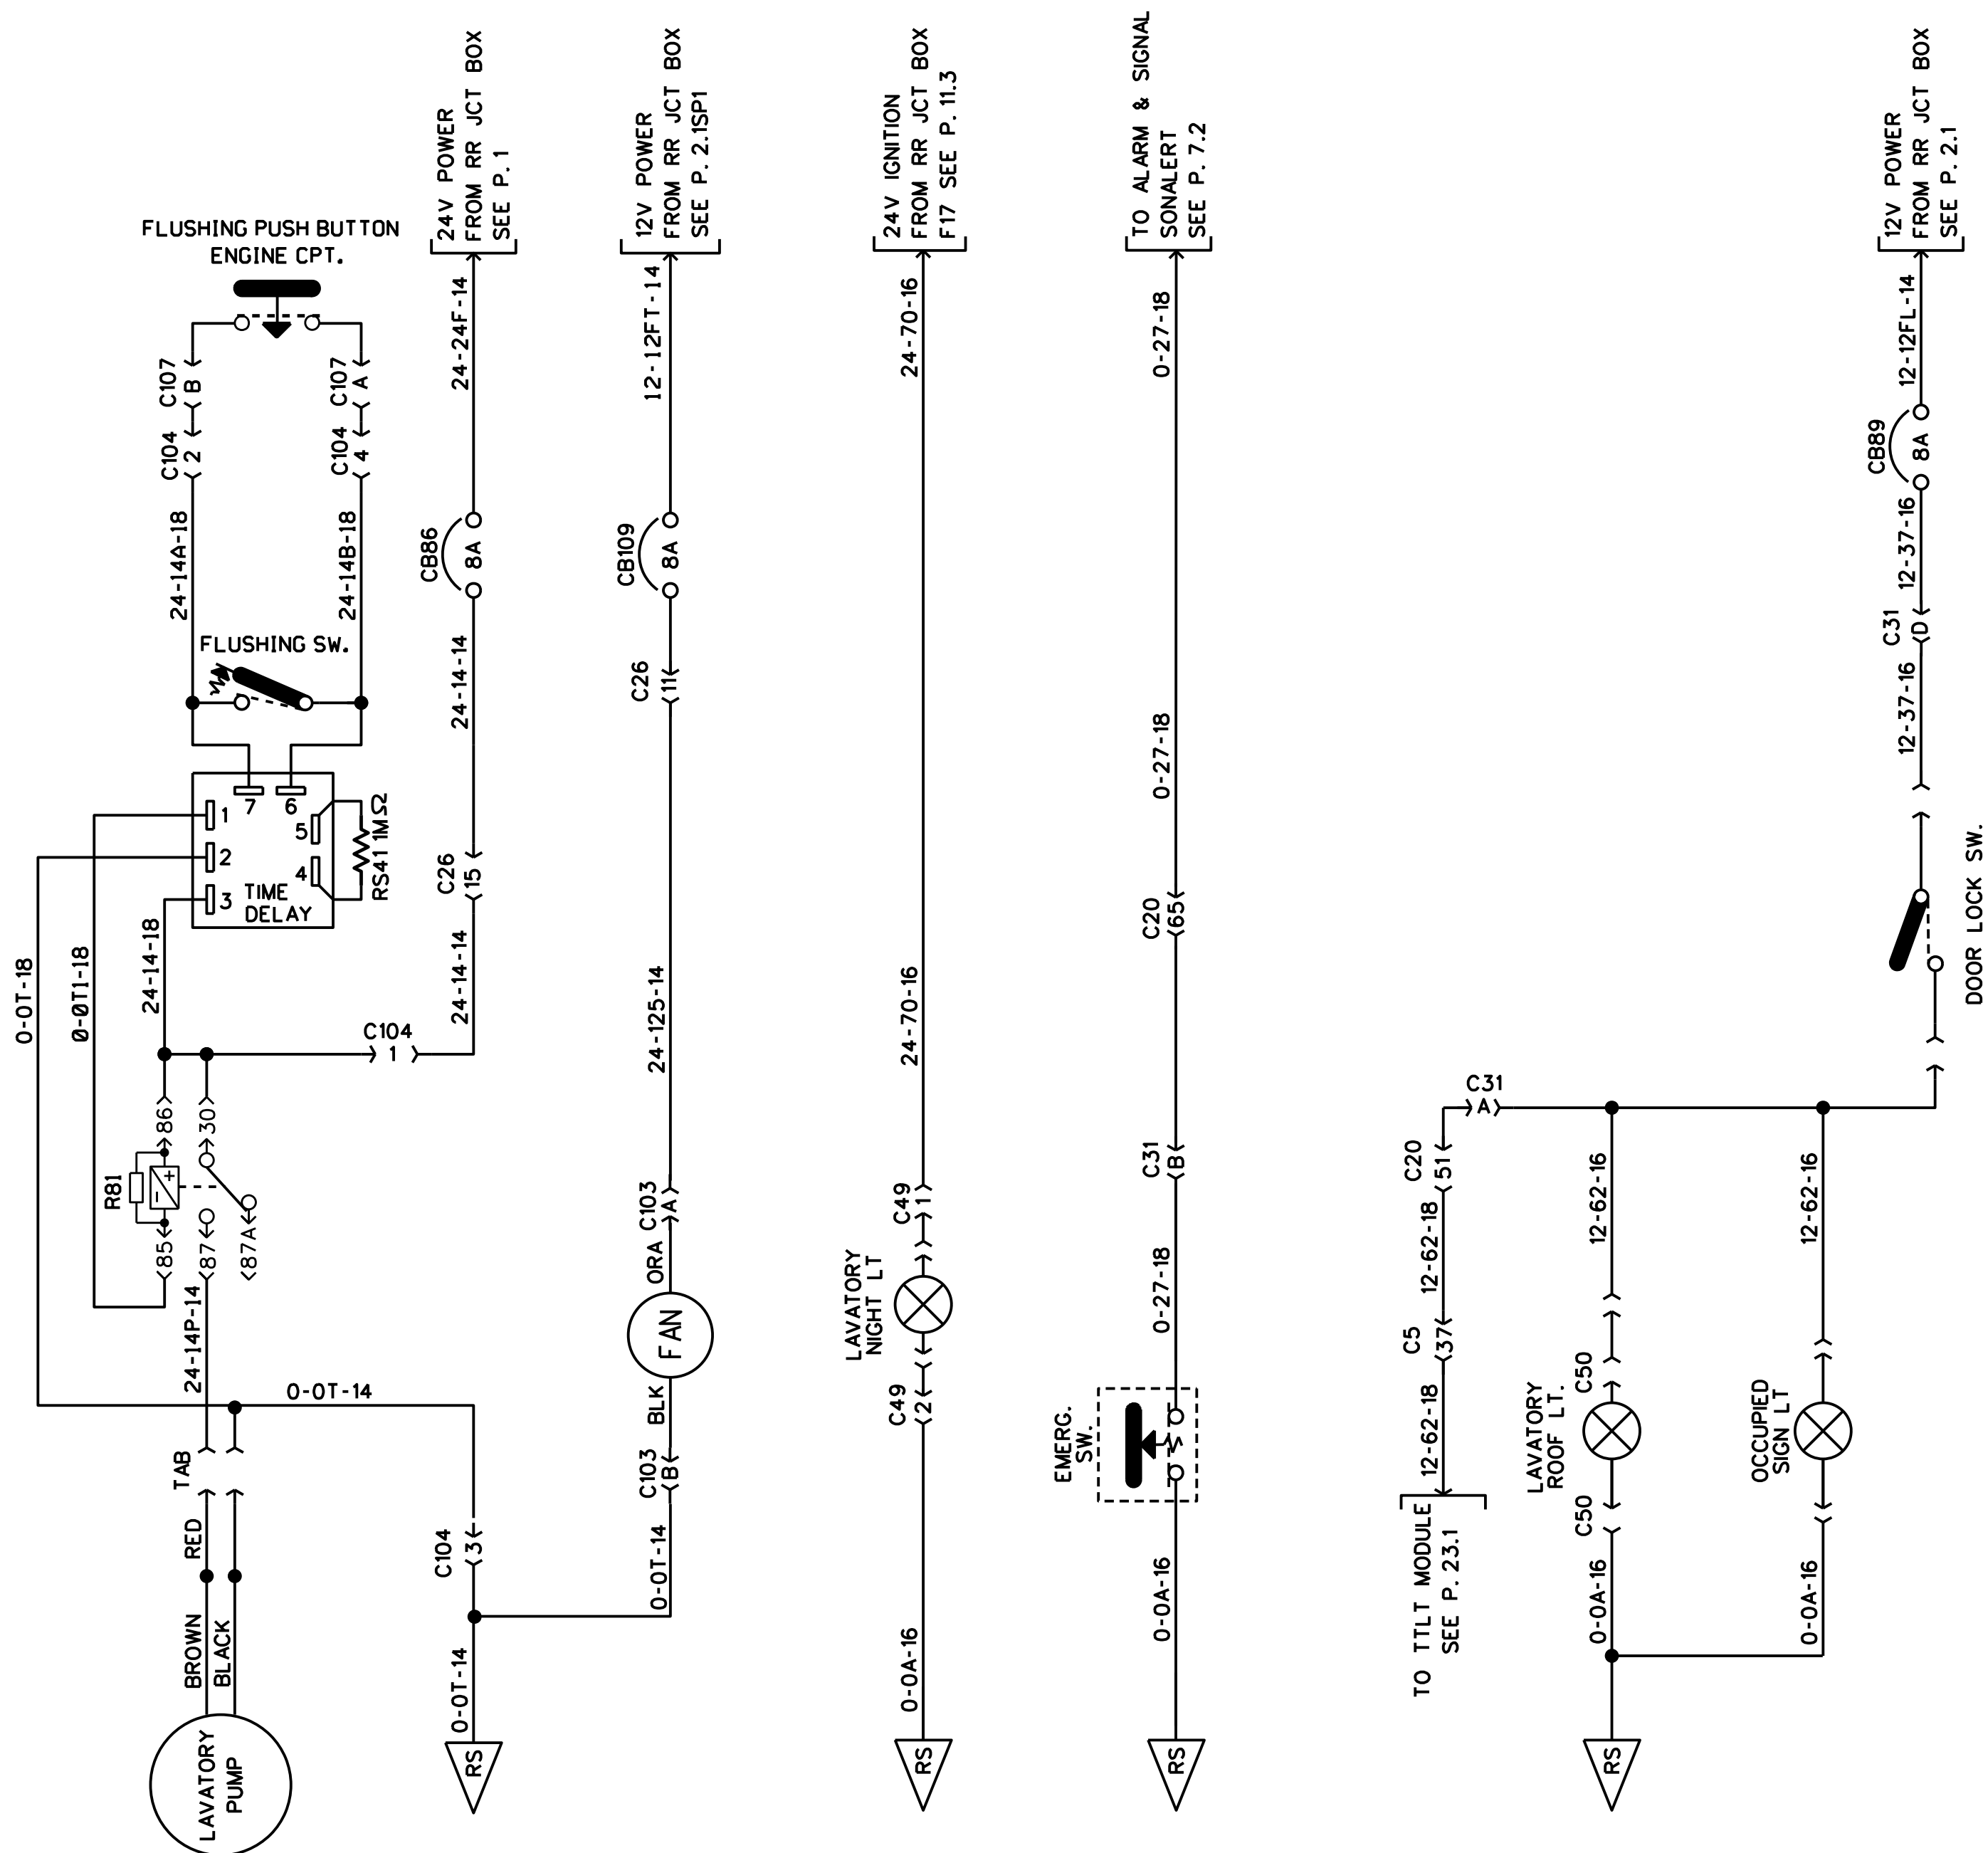 FLUSHING PUSH BUTTON
ENGINE CPT.
C107
B
C107
A
C104
2
C104
4
24-14A-18
24-14B-18
FLUSHING SW.
7
6
1
2
3
5
4
TIME
DELAY
RS41 1MΩ
0-0T-18
0-0T1-18
24-14-18
C104
1
86
30
R81
+
-
85
87
87A
24-14P-14
0-0T-14
TAB
RED
BROWN
BLACK
LAVATORY
PUMP
24V POWER
FROM RR JCT BOX
SEE P. 1
24-24F-14
CB86
8A
24-14-14
C26
15
24-14-14
C104
3
0-0T-14
RS
12V POWER
FROM RR JCT BOX
SEE P. 2.1SP1
12-12FT-14
CB109
8A
C26
11
24-125-14
C103
A
ORA
FAN
BLK
C103
B
0-0T-14
24V IGNITION
FROM RR JCT BOX
F17 SEE P. 11.3
24-70-16
24-70-16
C49
1
LAVATORY
NIGHT LT
C49
2
0-0A-16
RS
TO ALARM & SIGNAL
SONALERT
SEE P. 7.2
0-27-18
0-27-18
C20
65
C31
B
0-27-18
EMERG.
SW.
0-0A-16
RS
12V POWER
FROM RR JCT BOX
SEE P. 2.1
12-12FL-14
CB89
8A
12-37-16
C31
D
12-37-16
DOOR LOCK SW.
C31
A
C20
51
12-62-18
C5
37
12-62-18
TO TTLT MODULE
SEE P. 23.1
12-62-16
C50
LAVATORY
ROOF LT.
C50
0-0A-16
RS
12-62-16
OCCUPIED
SIGN LT
0-0A-16